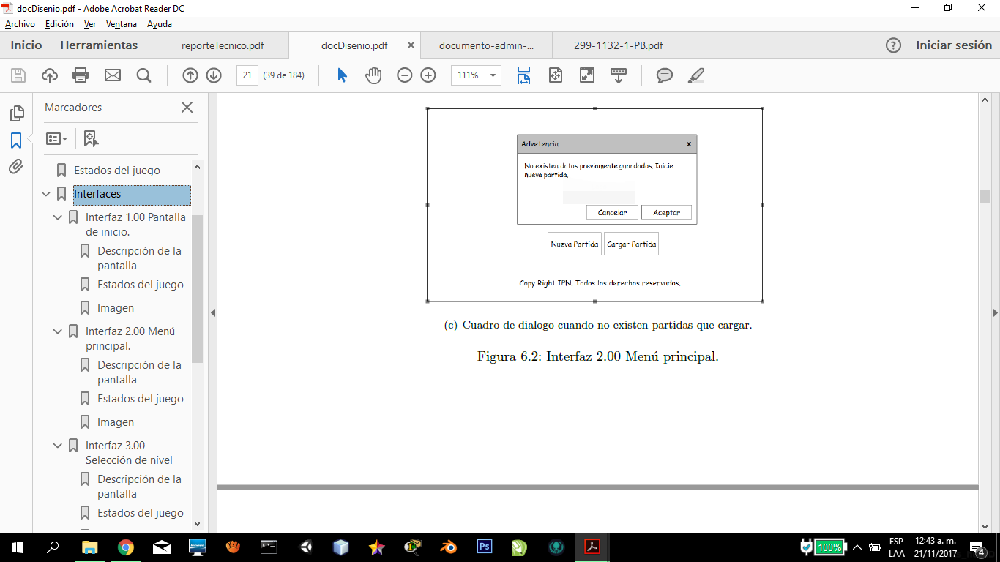 docDisenio.pdf - Adobe Acrobat Reader DC
Archivo Edición Ver Ventana Ayuda
Inicio Herramientas reporteTecnico.pdf docDisenio.pdf × documento-admin-... 299-1132-1-PB.pdf ? Iniciar sesión
21 (39 de 184) 111%
Marcadores
Estados del juego
Interfaces
Interfaz 1.00 Pantalla
de inicio.
Descripción de la
pantalla
Estados del juego
Imagen
Interfaz 2.00 Menú
principal.
Descripción de la
pantalla
Estados del juego
Imagen
Interfaz 3.00
Selección de nivel
Descripción de la
pantalla
Estados del juego
Advetencia x
No existen datos previamente guardados. Inicie
nueva partida.
Cancelar Aceptar
Nueva Partida Cargar Partida
Copy Right IPN. Todos los derechos reservados.
(c) Cuadro de dialogo cuando no existen partidas que cargar.
Figura 6.2: Interfaz 2.00 Menú principal.
Ps 100% ESP 12:43 a. m.
LAA 21/11/2017 4